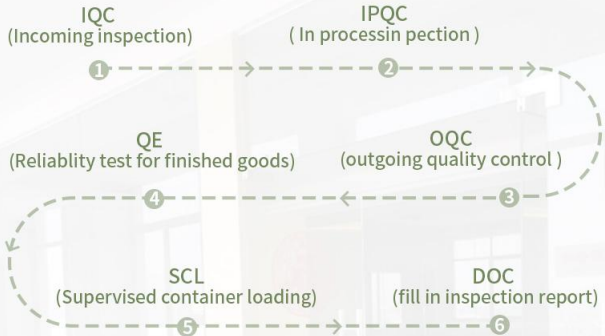 IQC
(Incoming inspection)
1
IPQC
( In processin pection )
2
OQC
(outgoing quality control )
3
QE
(Reliablity test for finished goods)
4
SCL
(Supervised container loading)
5
DOC
(fill in inspection report)
6